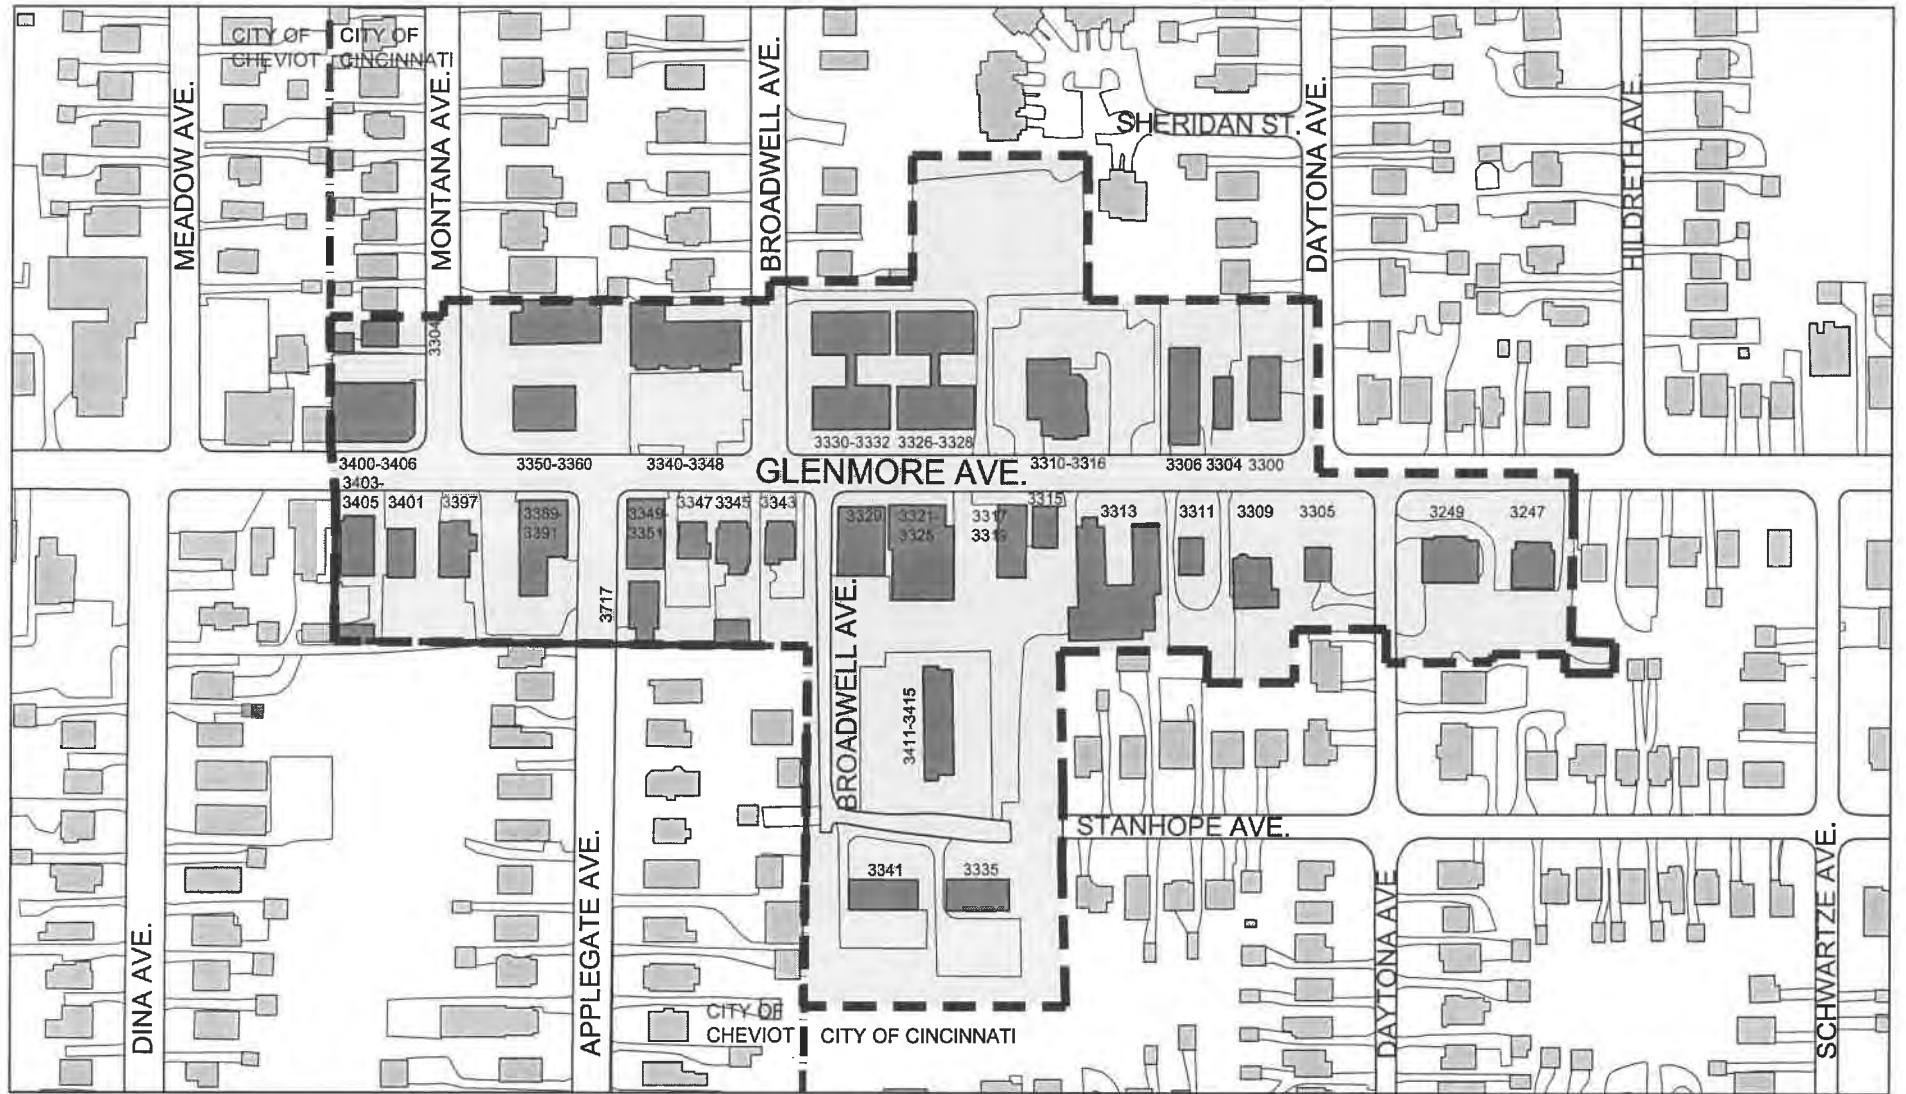 CITY OF
CHEVIOT
CITY OF
CINCINNATI
MEADOW AVE.
MONTANA AVE.
BROADWELL AVE.
SHERIDAN ST.
DAYTONA AVE.
HILDRETH AVE.
3304
3330-3332
3326-3328
3400-3406
3350-3360
3340-3348
GLENMORE AVE.
3310-3316
3306
3304
3300
3403-
3405
3401
3397
3389-
3391
3349-
3351
3347
3345
3343
3329
3321-
3325
3317
3319
3315
3313
3311
3309
3305
3249
3247
3717
BROADWELL AVE.
3411-3415
STANHOPE AVE.
3341
3335
DINA AVE.
APPLEGATE AVE.
DAYTONA AVE
SCHWARTZE AVE.
CITY OF
CHEVIOT
CITY OF CINCINNATI